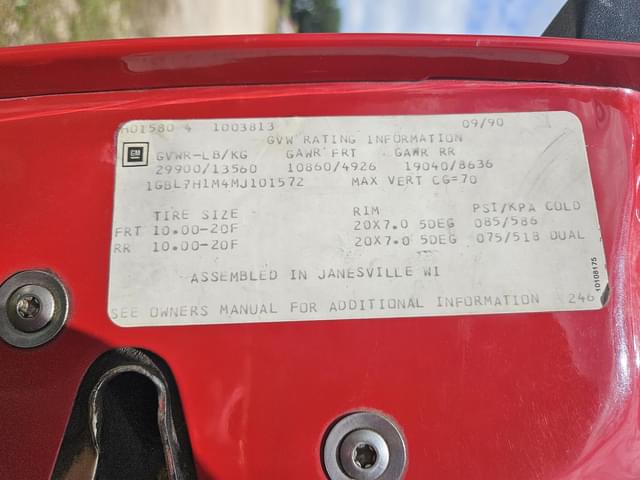 H01580 4 1003813 09/90
GVW RATING INFORMATION
GM GVWR-LB/KG GAWR FRT GAWR RR
29900/13560 10860/4926 19040/8636
1GBL7H1M4MJ101572 MAX VERT CG=70
TIRE SIZE RIM PSI/KPA COLD
FRT 10.00-20F 20X7.0 5DEG 085/586
RR 10.00-20F 20X7.0 5DEG 075/518 DUAL
ASSEMBLED IN JANESVILLE WI
SEE OWNERS MANUAL FOR ADDITIONAL INFORMATION 246
10108175